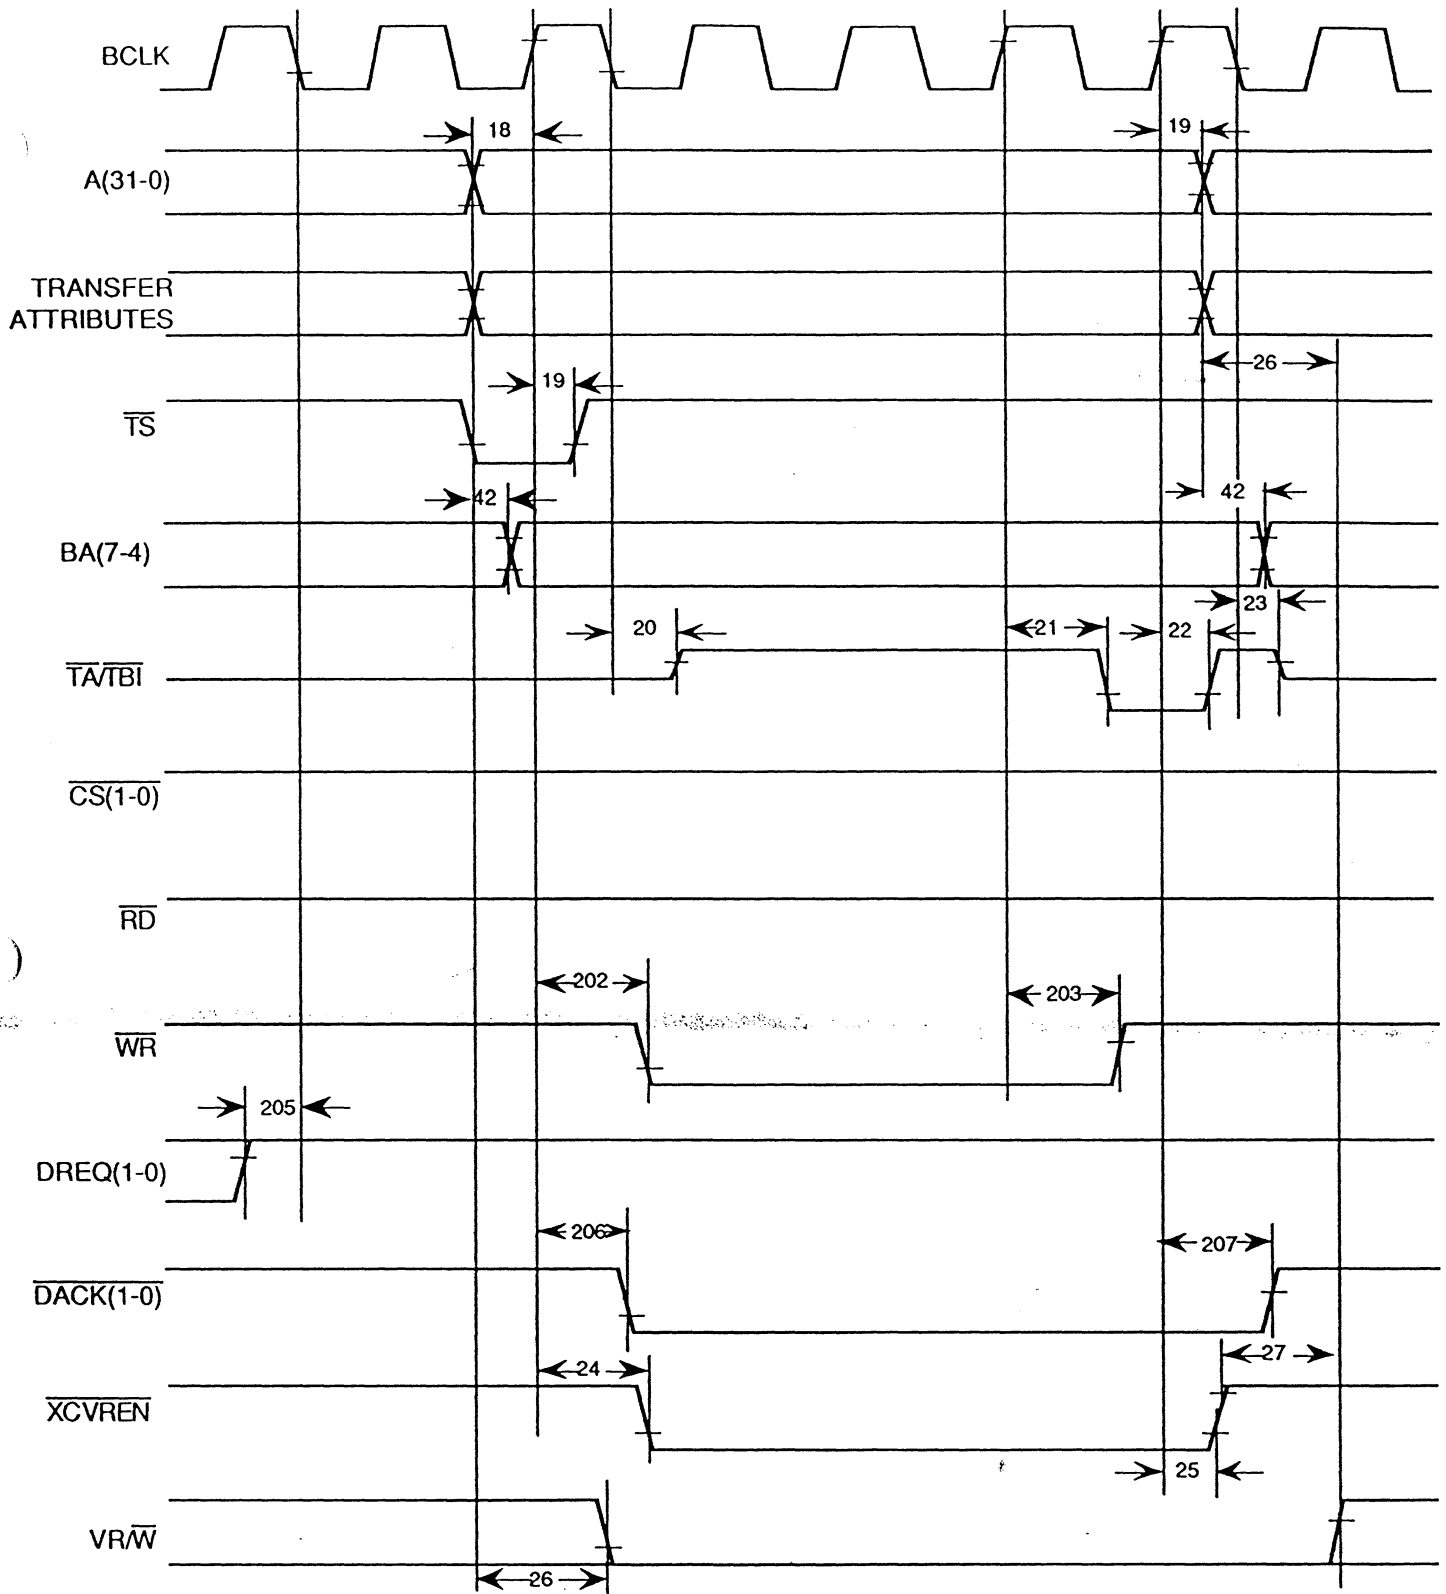 BCLK
18
19
A(31-0)
TRANSFER
ATTRIBUTES
26
19
TS
42
42
BA(7-4)
23
20
21
22
TA/TBI
CS(1-0)
RD
202
203
WR
205
DREQ(1-0)
206
207
DACK(1-0)
24
27
XCVREN
25
VR/W
26